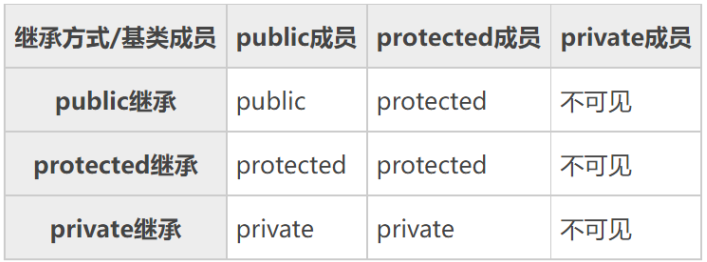 继承方式/基类成员 public成员 protected成员 private成员
public继承 public protected 不可见
protected继承 protected protected 不可见
private继承 private private 不可见